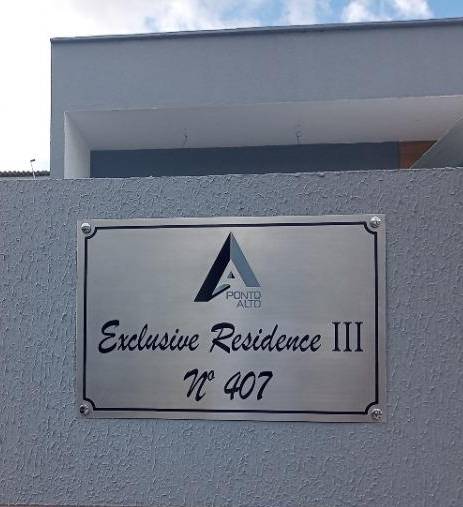 PONTO
ALTO
Exclusive Residence III
Nº 407